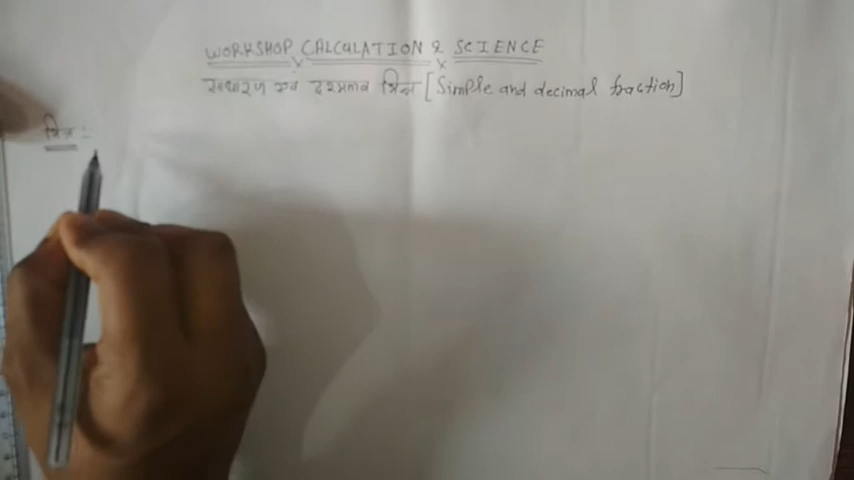 WORKSHOP CALCULATION & SCIENCE
साधारण एवं दशमलव भिन्न [Simple and decimal fraction]
भिन्न :-